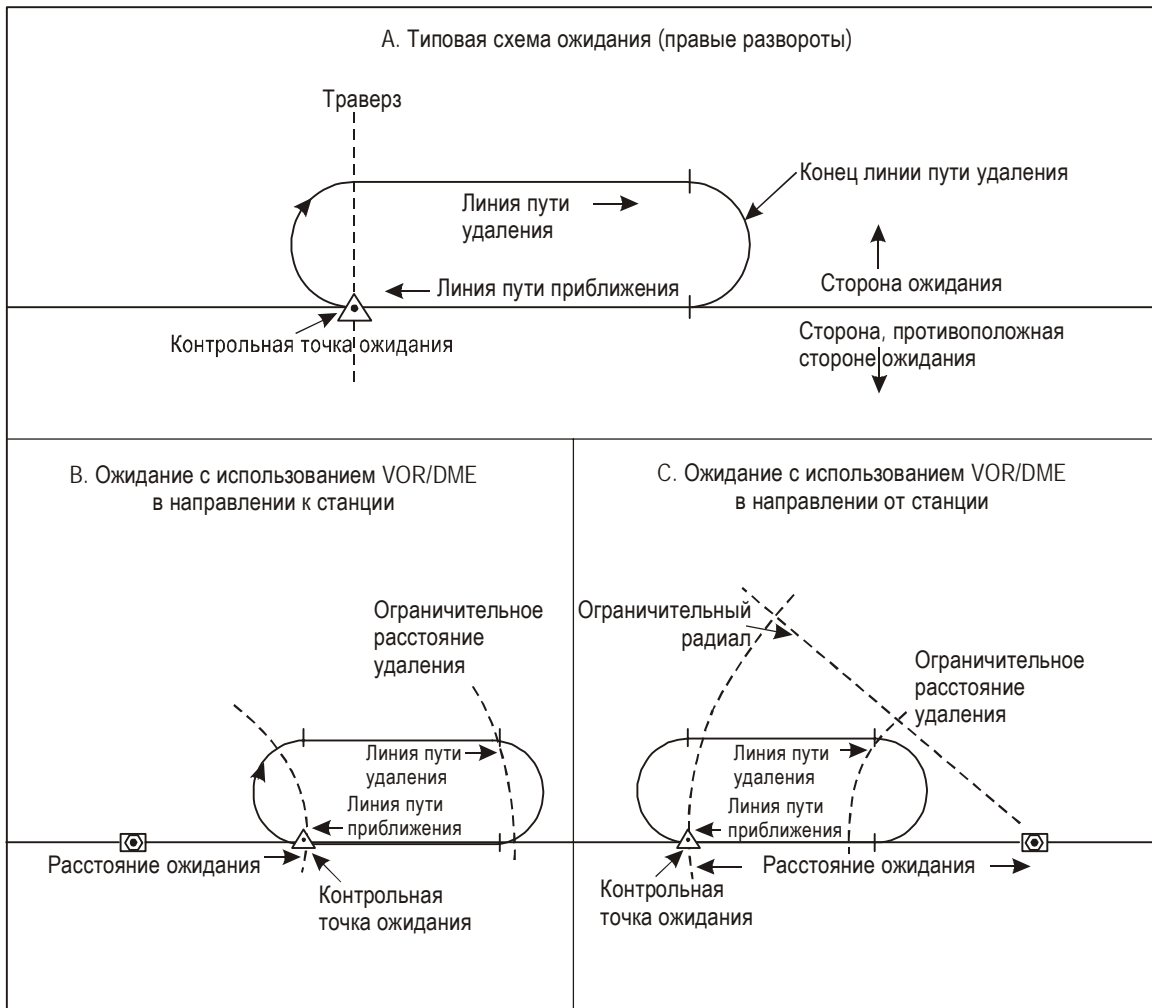 A. Типовая схема ожидания (правые развороты)
Траверз
Конец линии пути удаления
Линия пути
удаления
Линия пути приближения
Сторона ожидания
Контрольная точка ожидания
Сторона, противоположная
стороне ожидания
B. Ожидание с использованием VOR/DME
в направлении к станции
Ограничительное
расстояние
удаления
Линия пути
удаления
Линия пути
приближения
Расстояние ожидания
Контрольная
точка ожидания
C. Ожидание с использованием VOR/DME
в направлении от станции
Ограничительный
радиал
Ограничительное
расстояние
удаления
Линия пути
удаления
Линия пути
приближения
Расстояние ожидания
Контрольная
точка ожидания